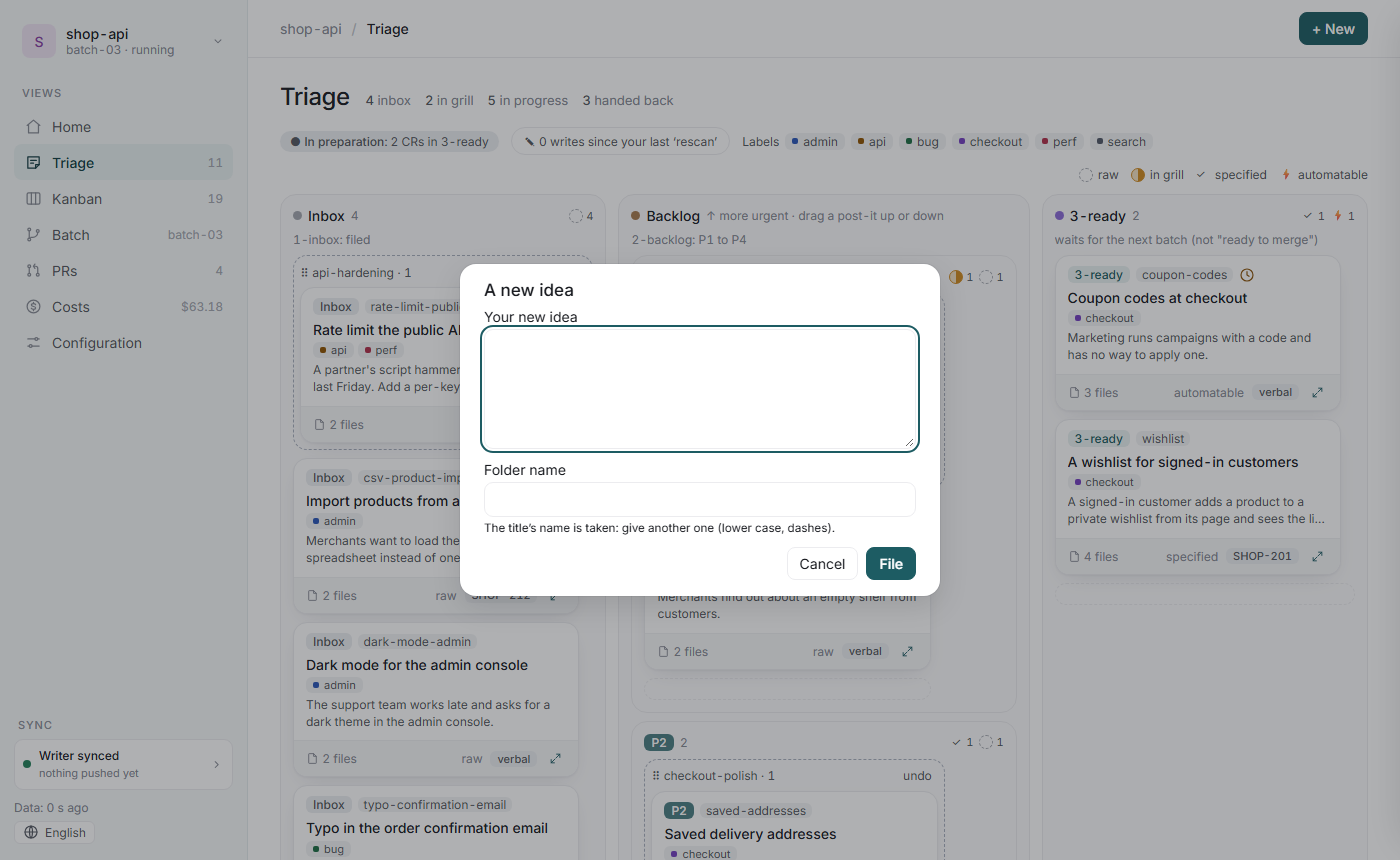 S
shop-api
batch-03 · running
VIEWS
Home
Triage 11
Kanban 19
Batch batch-03
PRs 4
Costs $63.18
Configuration
SYNC
Writer synced
nothing pushed yet
Data: 0 s ago
English
shop-api / Triage
+ New
Triage 4 inbox 2 in grill 5 in progress 3 handed back
In preparation: 2 CRs in 3-ready 0 writes since your last ‘rescan’ Labels admin api bug checkout perf search
raw in grill specified automatable
Inbox 4 4
1-inbox: filed
api-hardening · 1
Inbox rate-limit-publi
Rate limit the public A
api perf
A partner's script hammer
last Friday. Add a per-key
2 files
Inbox csv-product-imp
Import products from a
admin
Merchants want to load the
spreadsheet instead of one
2 files raw SHOP-212
Inbox dark-mode-admin
Dark mode for the admin console
admin
The support team works late and asks for a
dark theme in the admin console.
2 files raw verbal
Inbox typo-confirmation-email
Typo in the order confirmation email
bug
Backlog ↑ more urgent · drag a post-it up or down
2-backlog: P1 to P4
1 1
Merchants find out about an empty shelf from
customers.
2 files raw verbal
P2 2 1 1
checkout-polish · 1 undo
P2 saved-addresses
Saved delivery addresses
checkout
3-ready 2 1 1
waits for the next batch (not "ready to merge")
3-ready coupon-codes
Coupon codes at checkout
checkout
Marketing runs campaigns with a code and
has no way to apply one.
3 files automatable verbal
3-ready wishlist
A wishlist for signed-in customers
checkout
A signed-in customer adds a product to a
private wishlist from its page and sees the li…
4 files specified SHOP-201
A new idea
Your new idea
Folder name
The title’s name is taken: give another one (lower case, dashes).
Cancel File